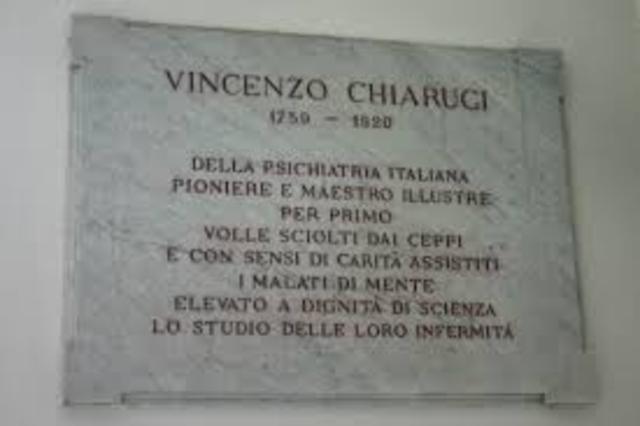 VINCENZO CHIARUGI
1759 - 1820
DELLA PSICHIATRIA ITALIANA
PIONIERE E MAESTRO ILLUSTRE
PER PRIMO
VOLLE SCIOLTI DAI CEPPI
E CON SENSI DI CARITÀ ASSISTITI
I MALATI DI MENTE
ELEVATO A DIGNITÀ DI SCIENZA
LO STUDIO DELLE LORO INFERMITÀ